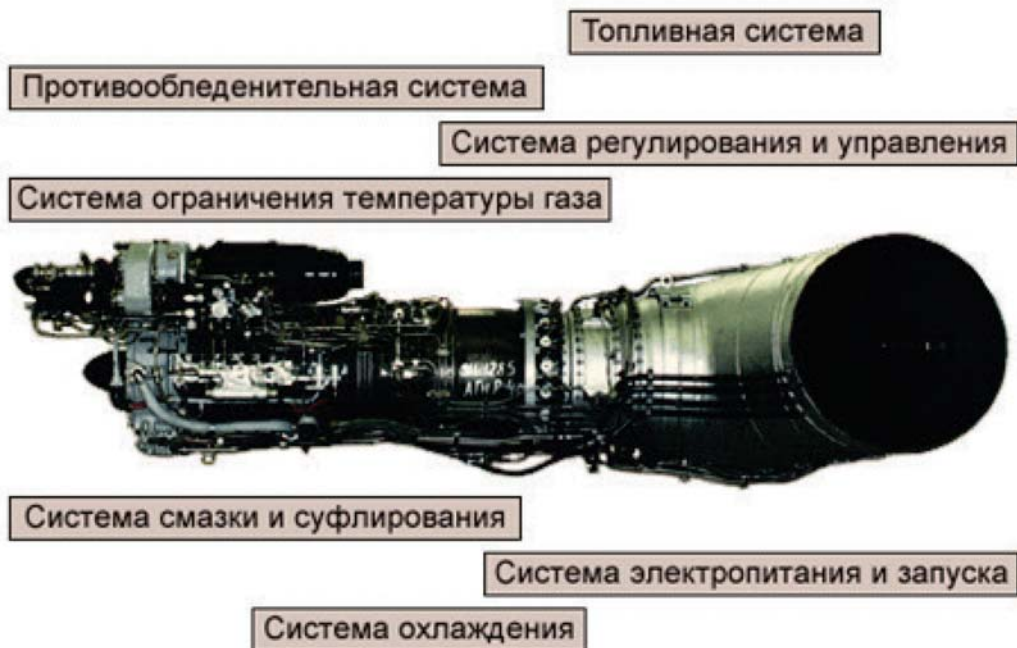 Топливная система
Противообледенительная система
Система регулирования и управления
Система ограничения температуры газа
Система смазки и суфлирования
Система электропитания и запуска
Система охлаждения